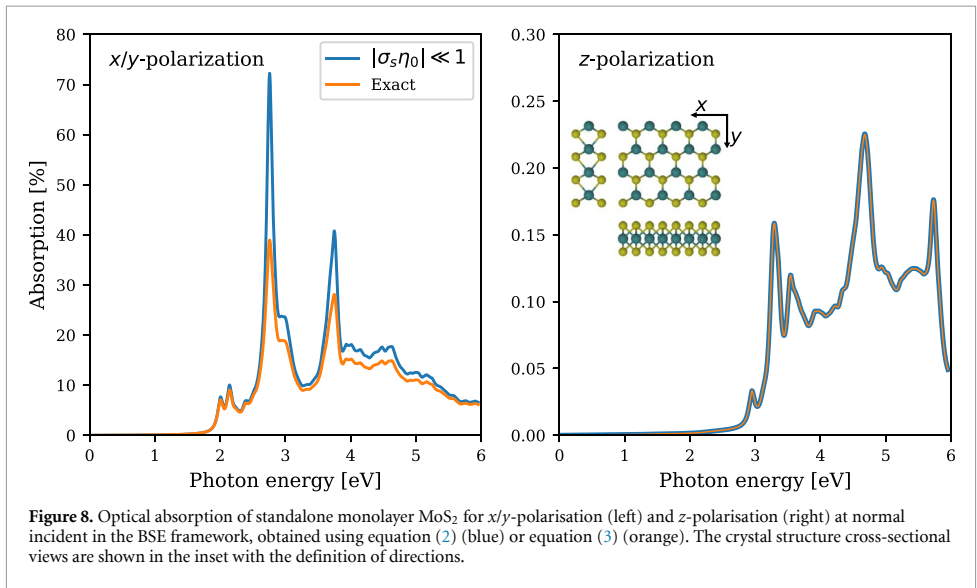 80
70
60
50
40
30
20
10
0
Absorption [%]
x/y-polarization
|σₛη₀| ≪ 1
Exact
0 1 2 3 4 5 6
Photon energy [eV]
0.30
0.25
0.20
0.15
0.10
0.05
0.00
z-polarization
x
y
0 1 2 3 4 5 6
Photon energy [eV]
Figure 8. Optical absorption of standalone monolayer MoS₂ for x/y-polarisation (left) and z-polarisation (right) at normal
incident in the BSE framework, obtained using equation (2) (blue) or equation (3) (orange). The crystal structure cross-sectional
views are shown in the inset with the definition of directions.